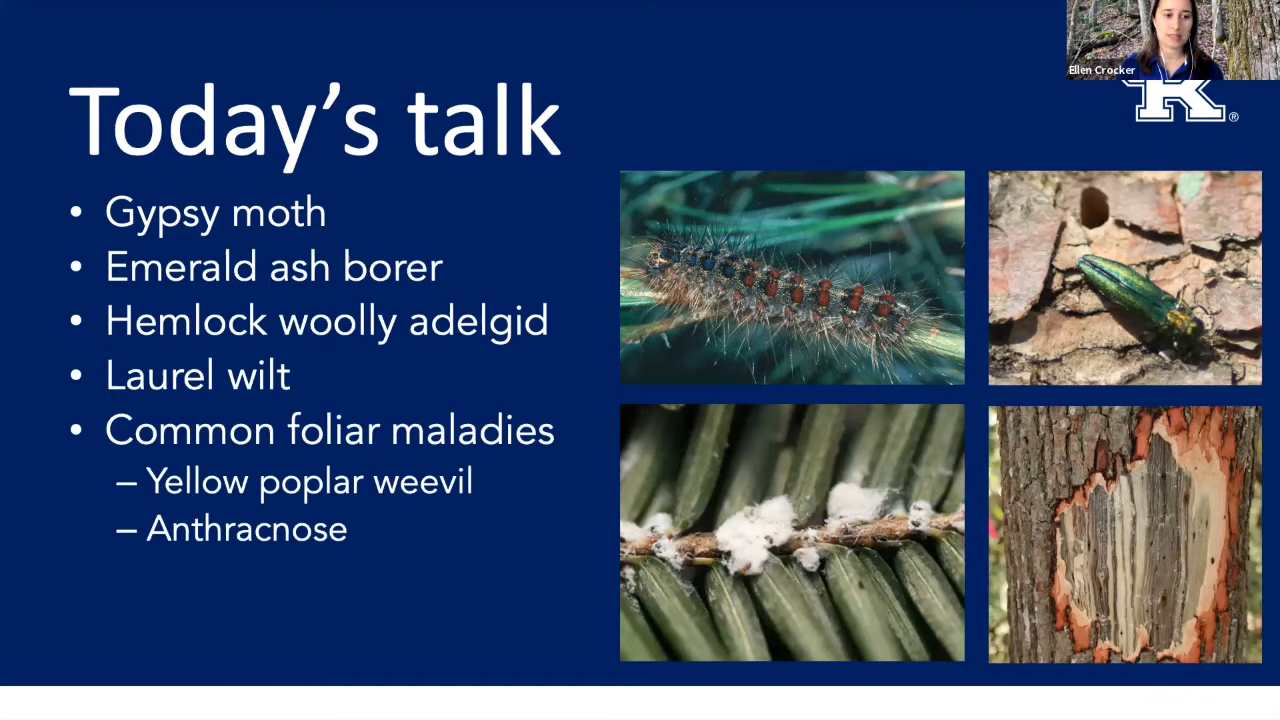 Ellen Crocker
Today's talk
• Gypsy moth
• Emerald ash borer
• Hemlock woolly adelgid
• Laurel wilt
• Common foliar maladies
– Yellow poplar weevil
– Anthracnose
K®